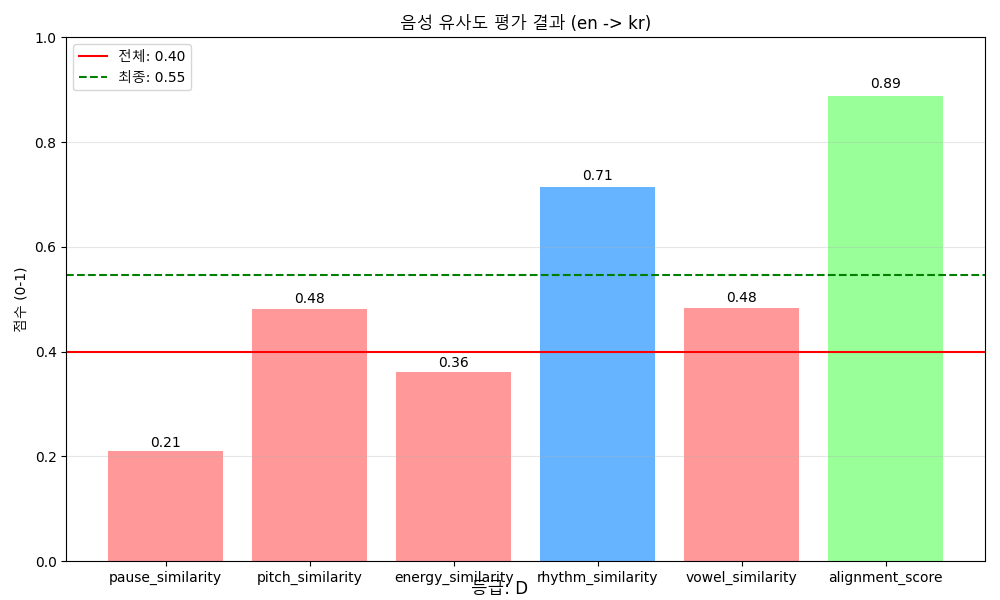 음성 유사도 평가 결과 (en -> kr)
전체: 0.40
최종: 0.55
점수 (0-1)
1.0
0.8
0.6
0.4
0.2
0.0
0.21
0.48
0.36
0.71
0.48
0.89
pause_similarity
pitch_similarity
energy_similarity
rhythm_similarity
vowel_similarity
alignment_score
등급: D